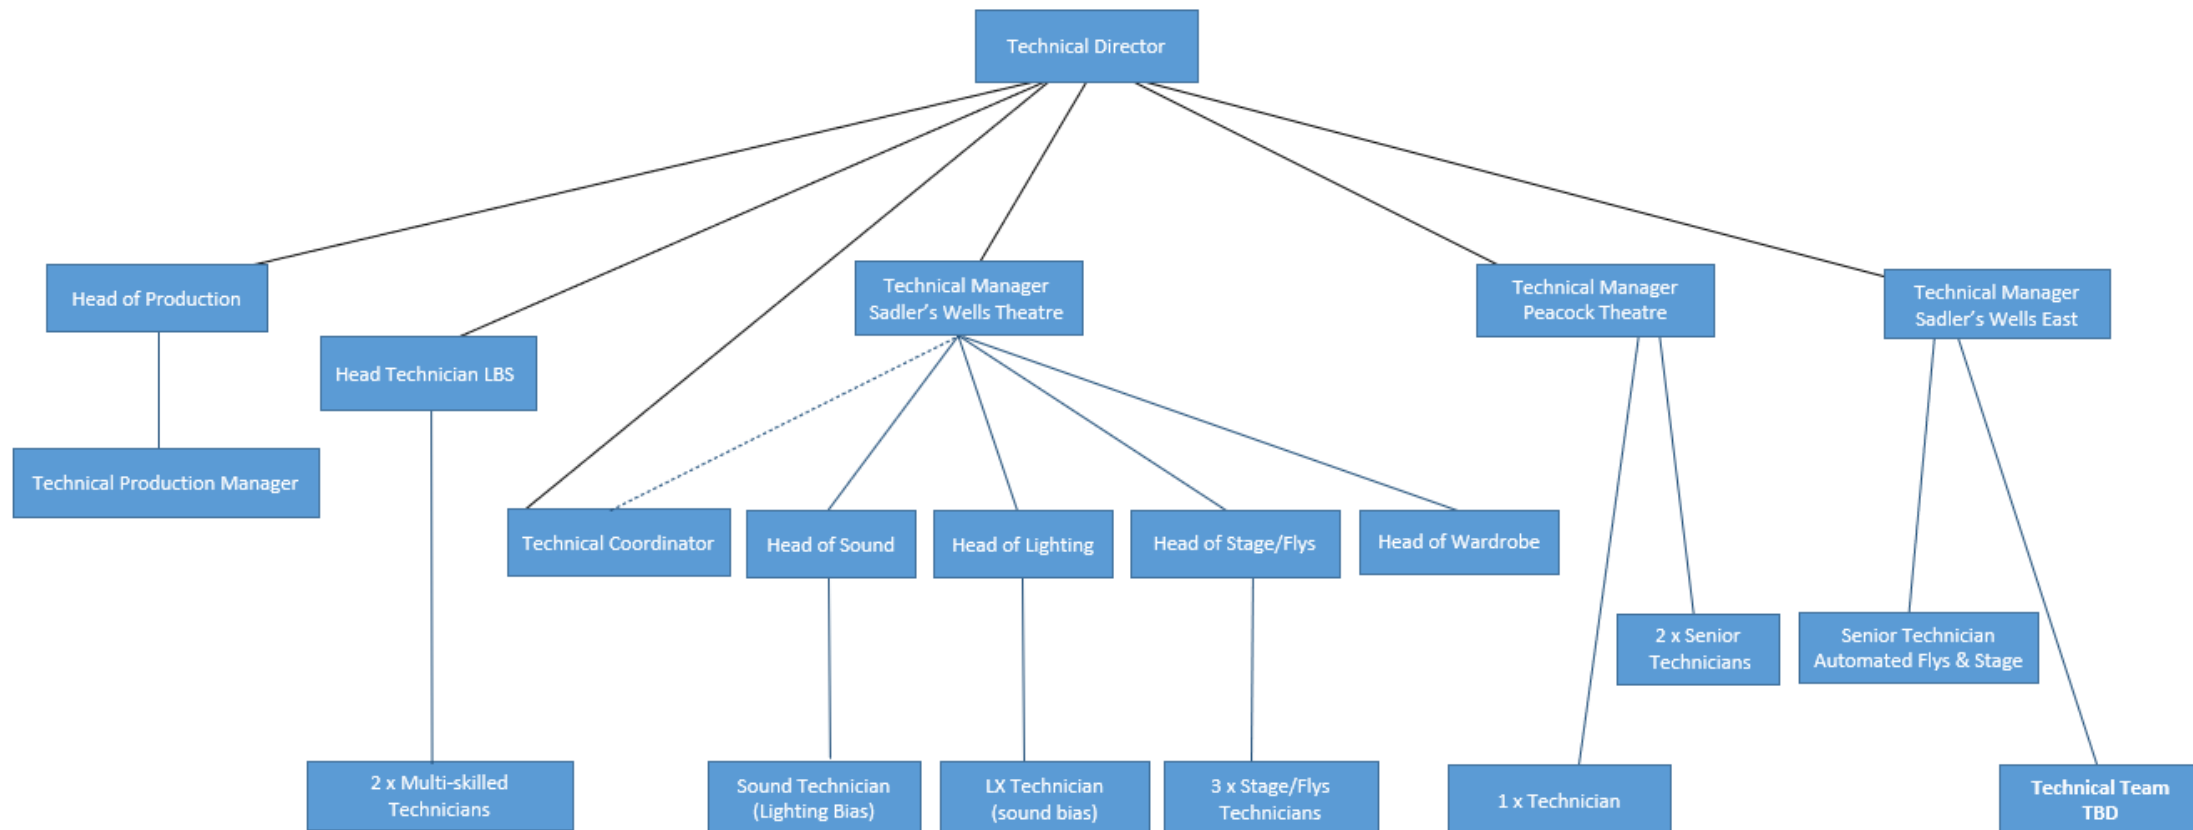 Technical Director
Head of Production
Technical Manager
Sadler's Wells Theatre
Technical Manager
Peacock Theatre
Technical Manager
Sadler's Wells East
Head Technician LBS
Technical Production Manager
Technical Coordinator
Head of Sound
Head of Lighting
Head of Stage/Flys
Head of Wardrobe
2 x Senior
Technicians
Senior Technician
Automated Flys & Stage
2 x Multi-skilled
Technicians
Sound Technician
(Lighting Bias)
LX Technician
(sound bias)
3 x Stage/Flys
Technicians
1 x Technician
Technical Team
TBD